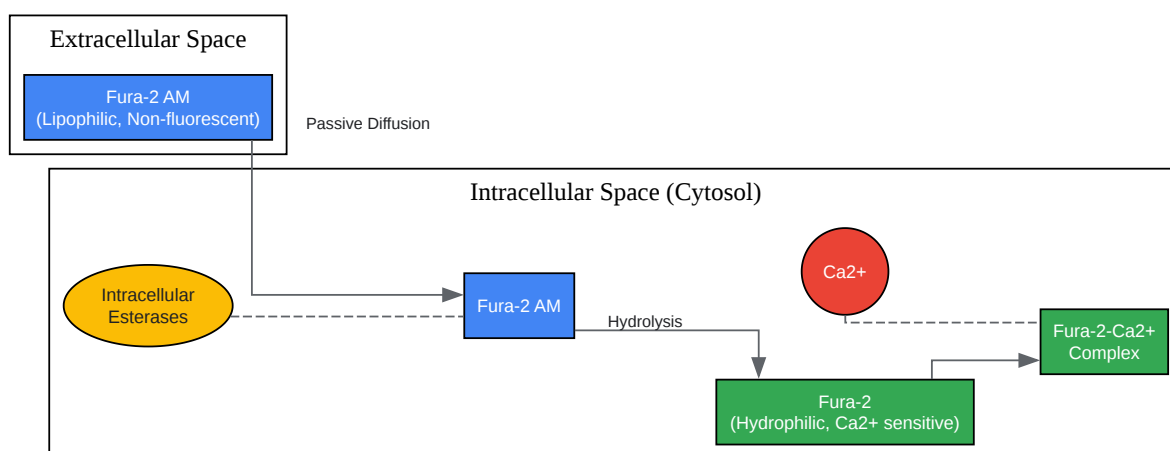 Extracellular Space
Fura-2 AM
(Lipophilic, Non-fluorescent)
Passive Diffusion
Intracellular Space (Cytosol)
Ca2+
Intracellular
Esterases
Fura-2 AM
Hydrolysis
Fura-2-Ca2+
Complex
Fura-2
(Hydrophilic, Ca2+ sensitive)